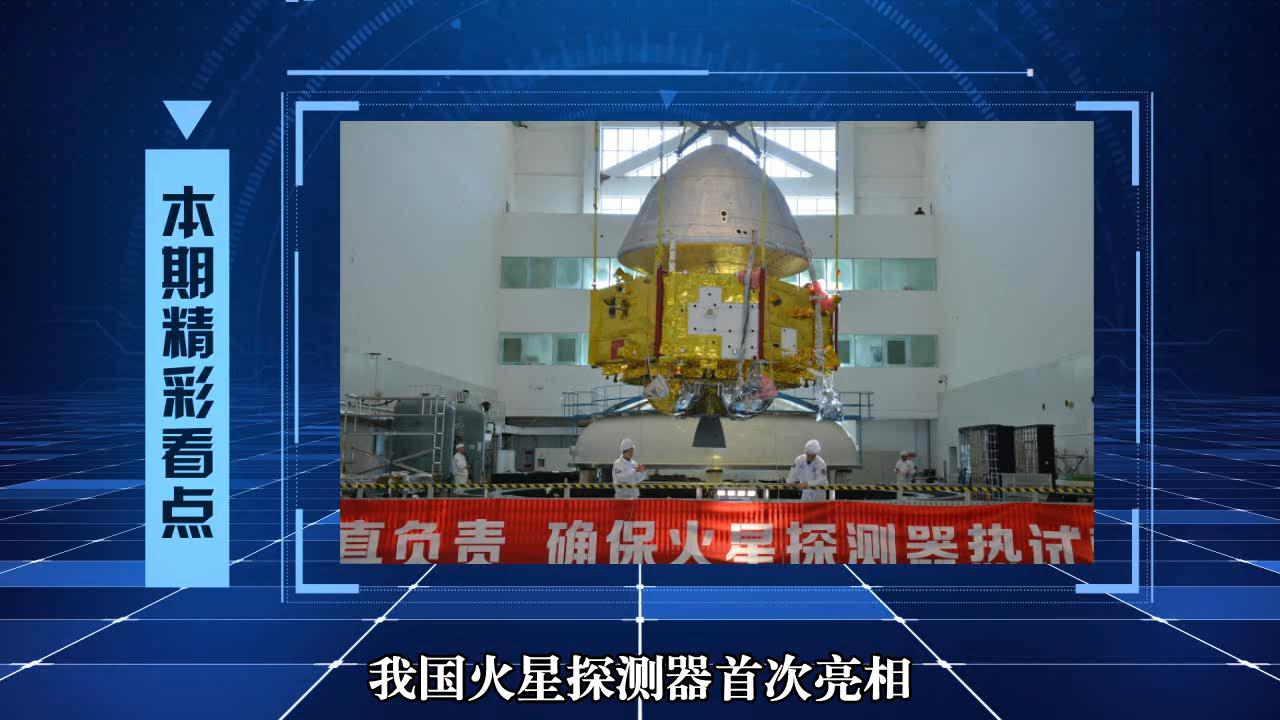 本期精彩看点
直负责 确保火星探测器热试
我国火星探测器首次亮相